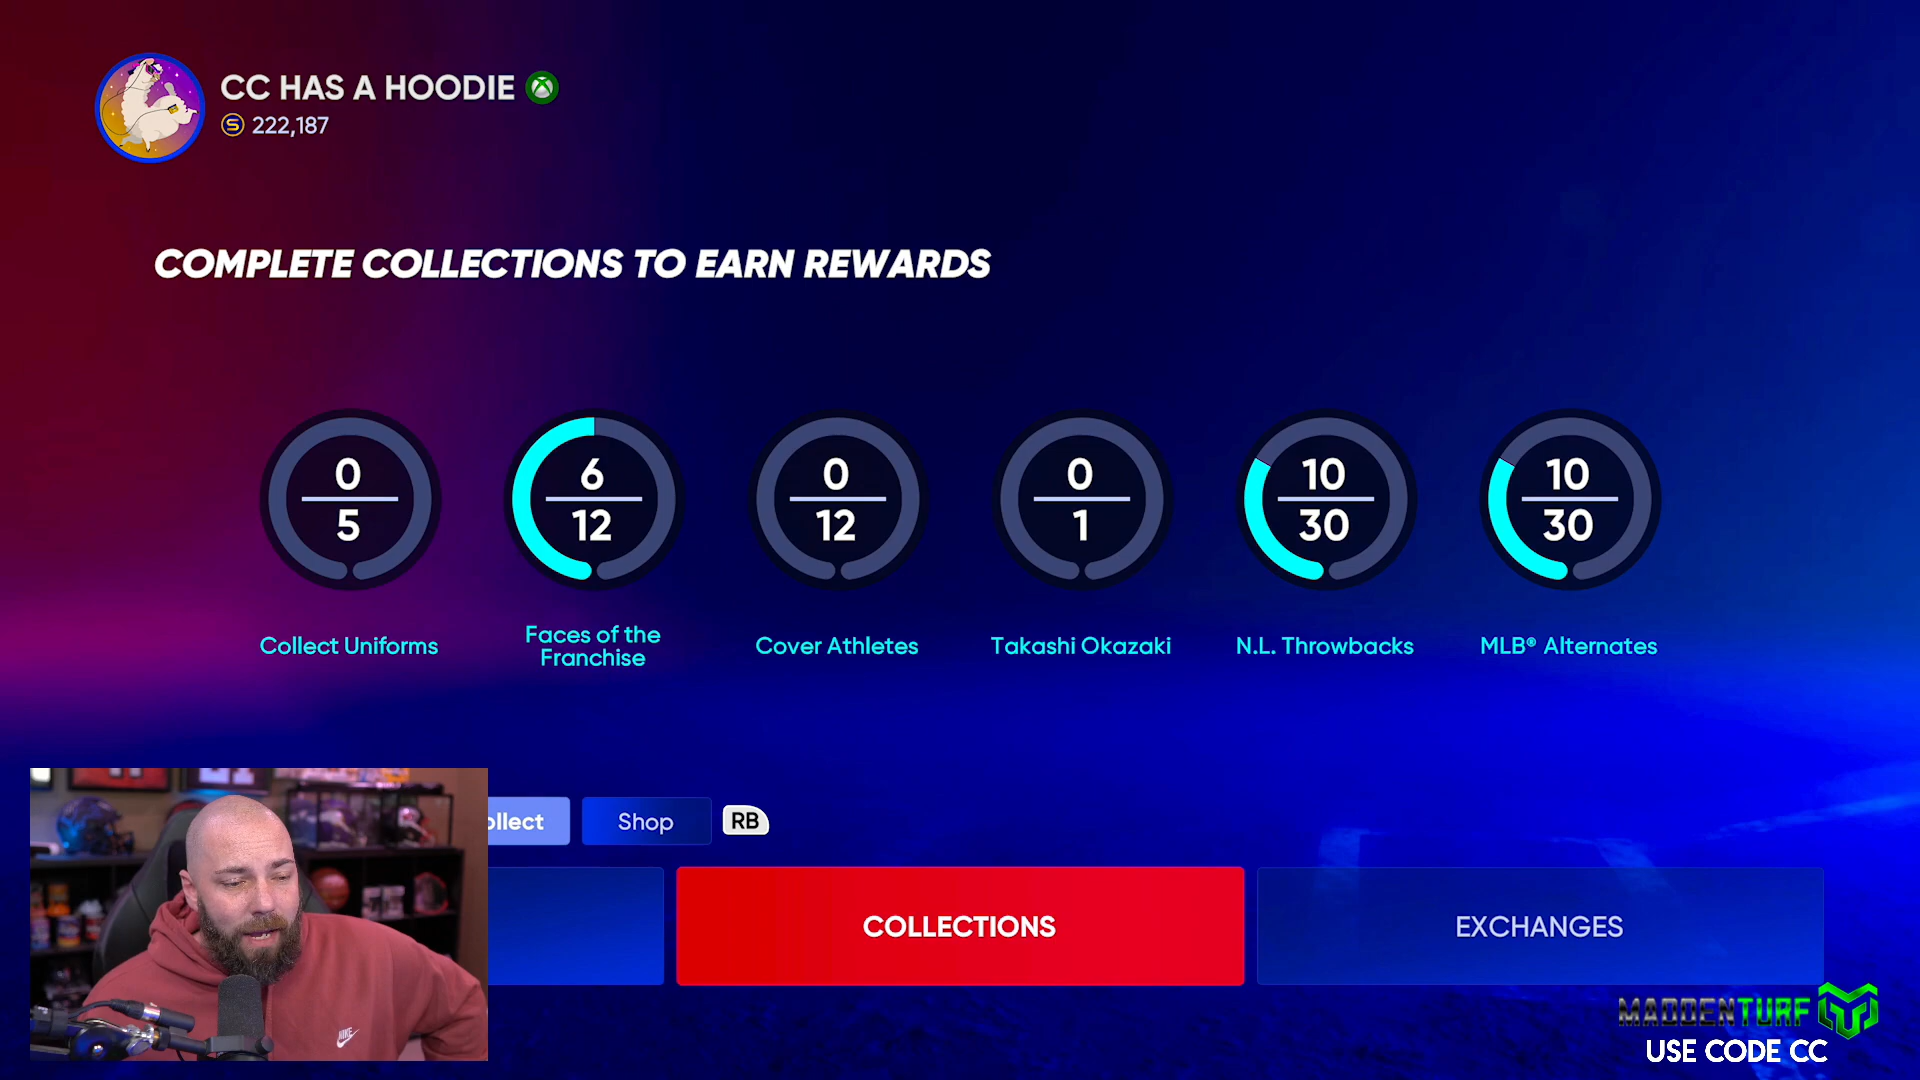 CC HAS A HOODIE
222,187
COMPLETE COLLECTIONS TO EARN REWARDS
0
5
6
12
0
12
0
1
10
30
10
30
Collect Uniforms
Faces of the
Franchise
Cover Athletes
Takashi Okazaki
N.L. Throwbacks
MLB® Alternates
ollect
Shop
RB
COLLECTIONS
EXCHANGES
NIKE
MADDENTURF
USE CODE CC